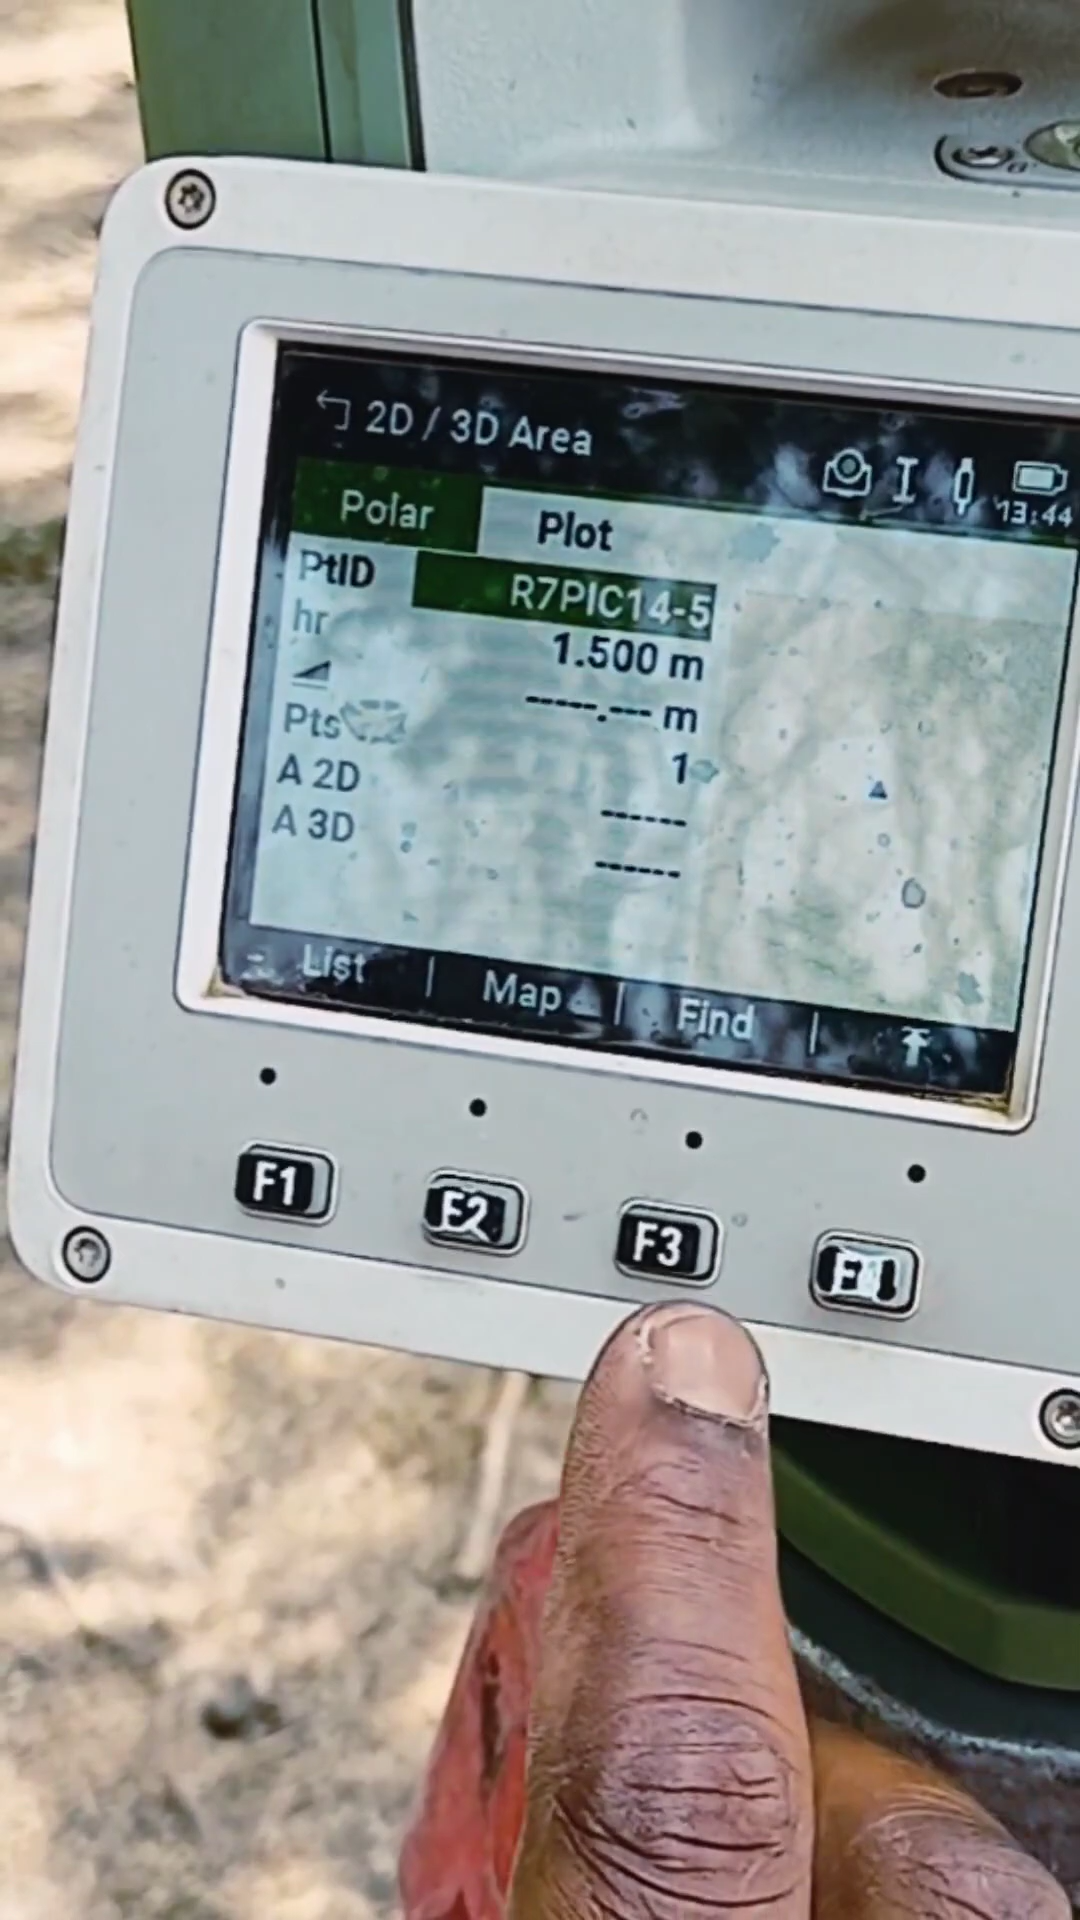 2D / 3D Area
13:44
Polar Plot
PtID R7PIC14-5
hr 1.500 m
-----.--- m
Pts 1
A 2D ------
A 3D ------
List | Map | Find |
F1 F2 F3 F4